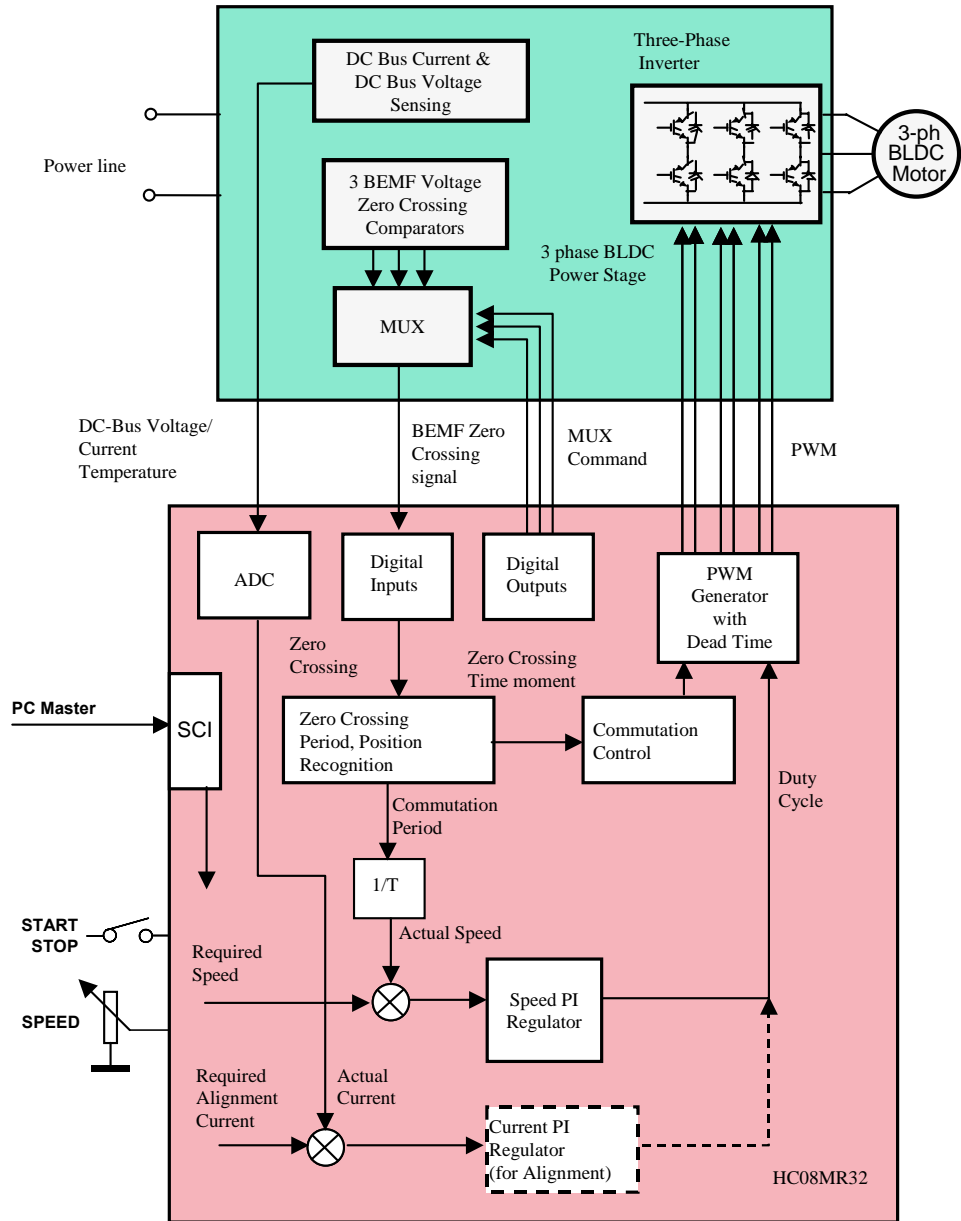 Three-Phase
Inverter
DC Bus Current &
DC Bus Voltage
Sensing
3-ph
BLDC
Motor
Power line
3 BEMF Voltage
Zero Crossing
Comparators
3 phase BLDC
Power Stage
MUX
DC-Bus Voltage/
Current
Temperature
BEMF Zero
Crossing
signal
MUX
Command
PWM
ADC
Digital
Inputs
Digital
Outputs
PWM
Generator
with
Dead Time
Zero
Crossing
Zero Crossing
Time moment
PC Master
SCI
Zero Crossing
Period, Position
Recognition
Commutation
Control
Duty
Cycle
Commutation
Period
1/T
START
STOP
Actual Speed
Required
Speed
SPEED
Speed PI
Regulator
Required
Alignment
Current
Actual
Current
Current PI
Regulator
(for Alignment)
HC08MR32